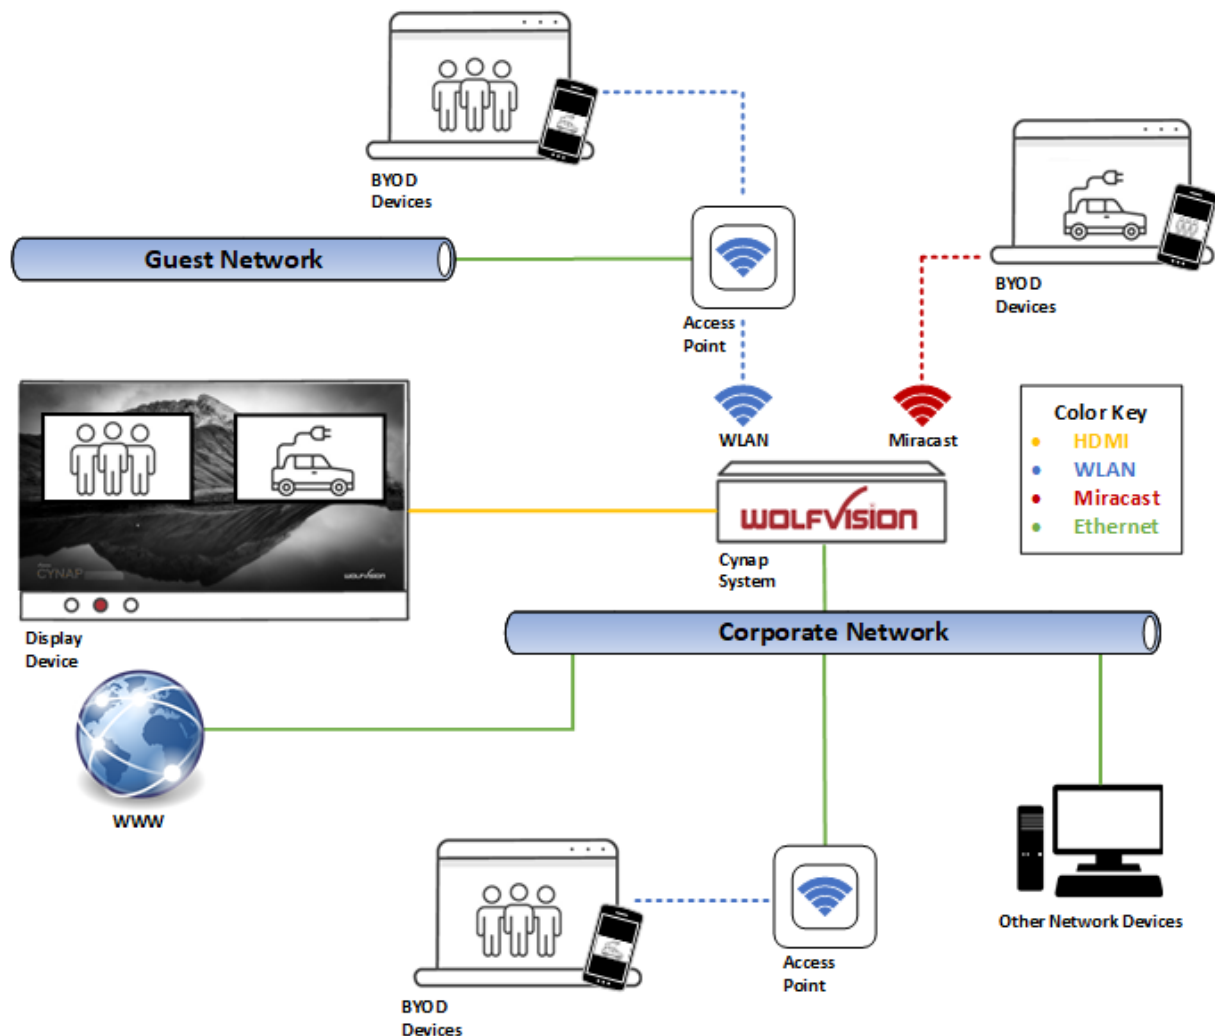 BYOD
Devices
BYOD
Devices
Guest Network
Access
Point
WLAN
Miracast
Color Key
• HDMI
• WLAN
• Miracast
• Ethernet
CYNAP
WOLFVISION
WOLFVISION
Cynap
System
Display
Device
Corporate Network
WWW
Other Network Devices
Access
Point
BYOD
Devices